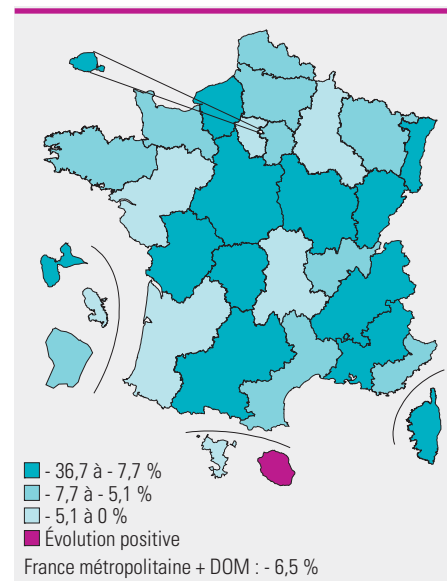 - 36,7 à - 7,7 %
- 7,7 à - 5,1 %
- 5,1 à 0 %
Évolution positive
France métropolitaine + DOM : - 6,5 %